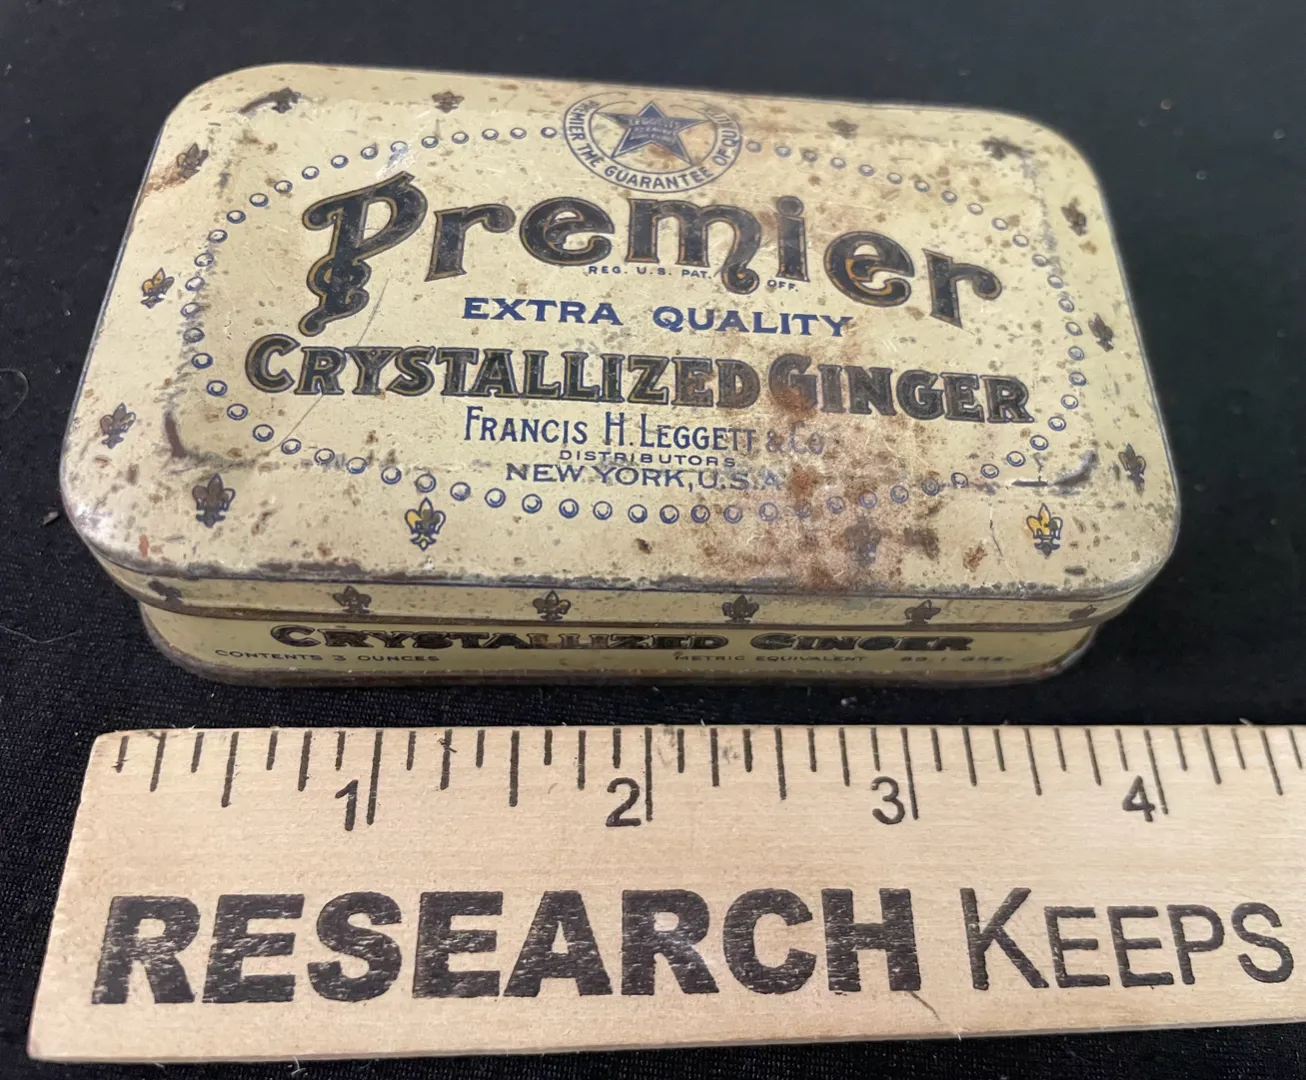 PREMIER THE GUARANTEE OF QUALITY
LEGGETT'S
Premier
REG. U.S. PAT. OFF.
EXTRA QUALITY
CRYSTALLIZED GINGER
FRANCIS H. LEGGETT & Co
DISTRIBUTORS
NEW YORK, U.S.A.
CRYSTALLIZED GINGER
CONTENTS 3 OUNCES METRIC EQUIVALENT
1 2 3 4
RESEARCH KEEPS